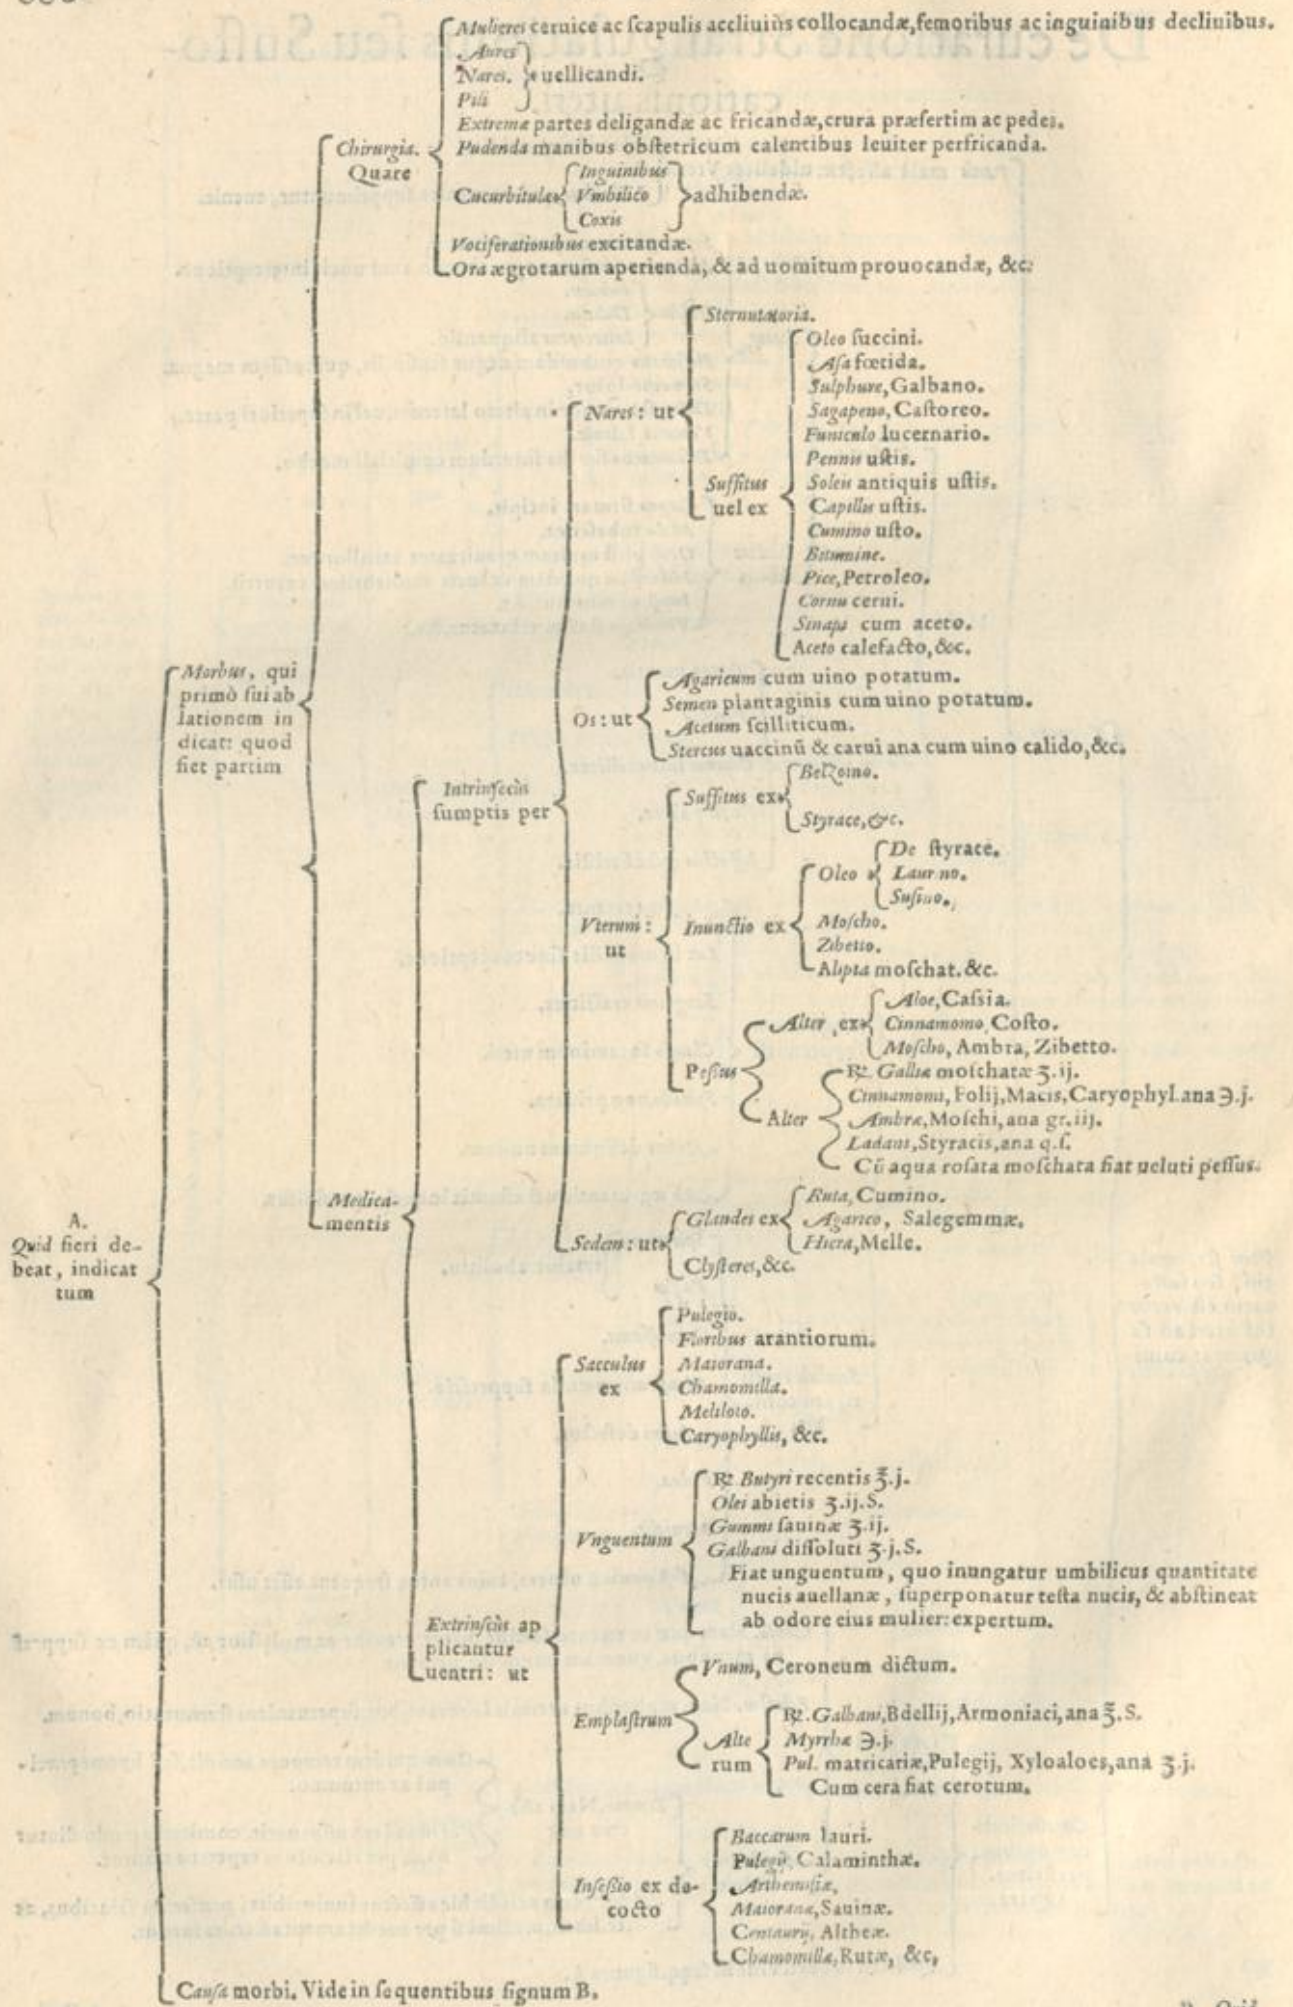 A.
Quid fieri de-
beat, indicat
tum
Morbus, qui
primò sui ab
lationem in
dicat: quod
fiet partim
Chirurgia.
Quare
Mulieres ceruice ac scapulis accliuiùs collocandæ, femoribus ac inguinibus decliuibus.
Aures
Nares.
Pili
uellicandi.
Extremæ partes deligandæ ac fricandæ, crura præsertim ac pedes.
Pudenda manibus obstetricum calentibus leuiter perfricanda.
Cucurbitulæ
Inguinibus
Vmbilico
Coxis
adhibendæ.
Vociferationibus excitandæ.
Ora ægrotarum aperienda, & ad uomitum prouocandæ, &c.
Medica-
mentis
Intrinsecùs
sumptis per
Nares: ut
Sternutatoria.
Suffitus
uel ex
Oleo succini.
Asa fœtida.
Sulphure, Galbano.
Sagapeno, Castoreo.
Funiculo lucernario.
Pennis ustis.
Soleis antiquis ustis.
Capillis ustis.
Cumino usto.
Bitumine.
Pice, Petroleo.
Cornu cerui.
Sinapi cum aceto.
Aceto calefacto, &c.
Os: ut
Agaricum cum uino potatum.
Semen plantaginis cum uino potatum.
Acetum scilliticum.
Stercus uaccinũ & carui ana cum uino calido, &c.
Vterum:
ut
Suffitus ex
Belzoino.
Styrace, &c.
Inunctio ex
Oleo
De styrace.
Laurino.
Susino.
Moscho.
Zibetto.
Alipta moschat. &c.
Pessus
Alter ex
Aloe, Cassia.
Cinnamomo, Costo.
Moscho, Ambra, Zibetto.
Alter
℞. Galliæ moschatæ ʒ.ij.
Cinnamomi, Folij, Macis, Caryophyl. ana ℈.j.
Ambræ, Moschi, ana gr. iij.
Ladani, Styracis, ana q.s.
Cũ aqua rosata moschata fiat ueluti pessus.
Sedem: ut
Glandes ex
Ruta, Cumino.
Agarico, Salegemmæ.
Hiera, Melle.
Clysteres, &c.
Extrinsecùs ap
plicantur
uentri: ut
Sacculus
ex
Pulegio.
Floribus arantiorum.
Maiorana.
Chamomilla.
Meliloto.
Caryophyllis, &c.
Vnguentum
℞ Butyri recentis ℥.j.
Olei abietis ʒ.ij.S.
Gummi sauinæ ʒ.ij.
Galbani dissoluti ʒ.j.S.
Fiat unguentum, quo inungatur umbilicus quantitate
nucis auellanæ, superponatur testa nucis, & abstineat
ab odore eius mulier: expertum.
Emplastrum
Vnum, Ceroneum dictum.
Alte
rum
℞. Galbani, Bdellij, Armoniaci, ana ℥.S.
Myrrhæ ℈.j.
Pul. matricariæ, Pulegij, Xyloaloes, ana ʒ.j.
Cum cera fiat cerotum.
Insessio ex de-
cocto
Baccarum lauri.
Pulegij, Calaminthæ.
Arthemisiæ,
Maioranæ, Sauinæ.
Centaurij, Altheæ.
Chamomillæ, Rutæ, &c,
Causa morbi. Vide in sequentibus signum B.